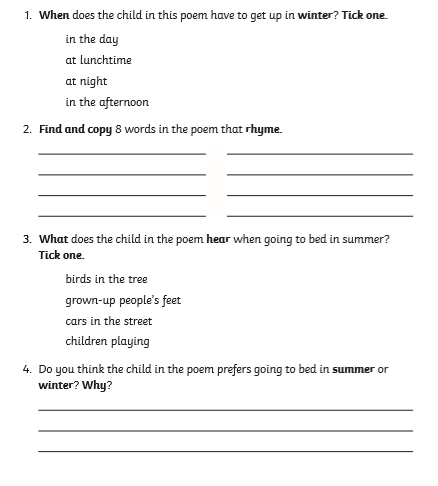 1. When does the child in this poem have to get up in winter? Tick one.
in the day
at lunchtime
at night
in the afternoon
2. Find and copy 8 words in the poem that rhyme.
3. What does the child in the poem hear when going to bed in summer?
Tick one.
birds in the tree
grown-up people's feet
cars in the street
children playing
4. Do you think the child in the poem prefers going to bed in summer or
winter? Why?